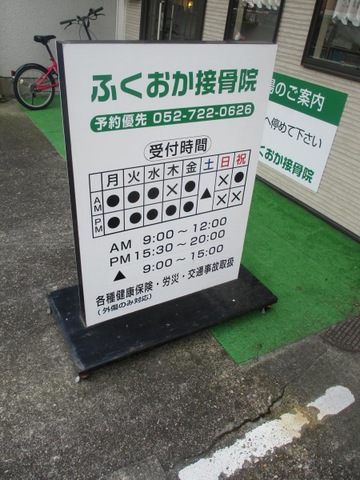 ふくおか接骨院
予約優先 052-722-0626
受付時間
月 火 水 木 金 土 日 祝
AM ● ● ● × ● ▲ × ●
PM ● ● ● ● ● × ×
AM 9:00～12:00
PM 15:30～20:00
▲ 9:00～15:00
各種健康保険・労災・交通事故取扱
(外傷のみ対応)
のご案内
へ停めて下さい
くおか接骨院